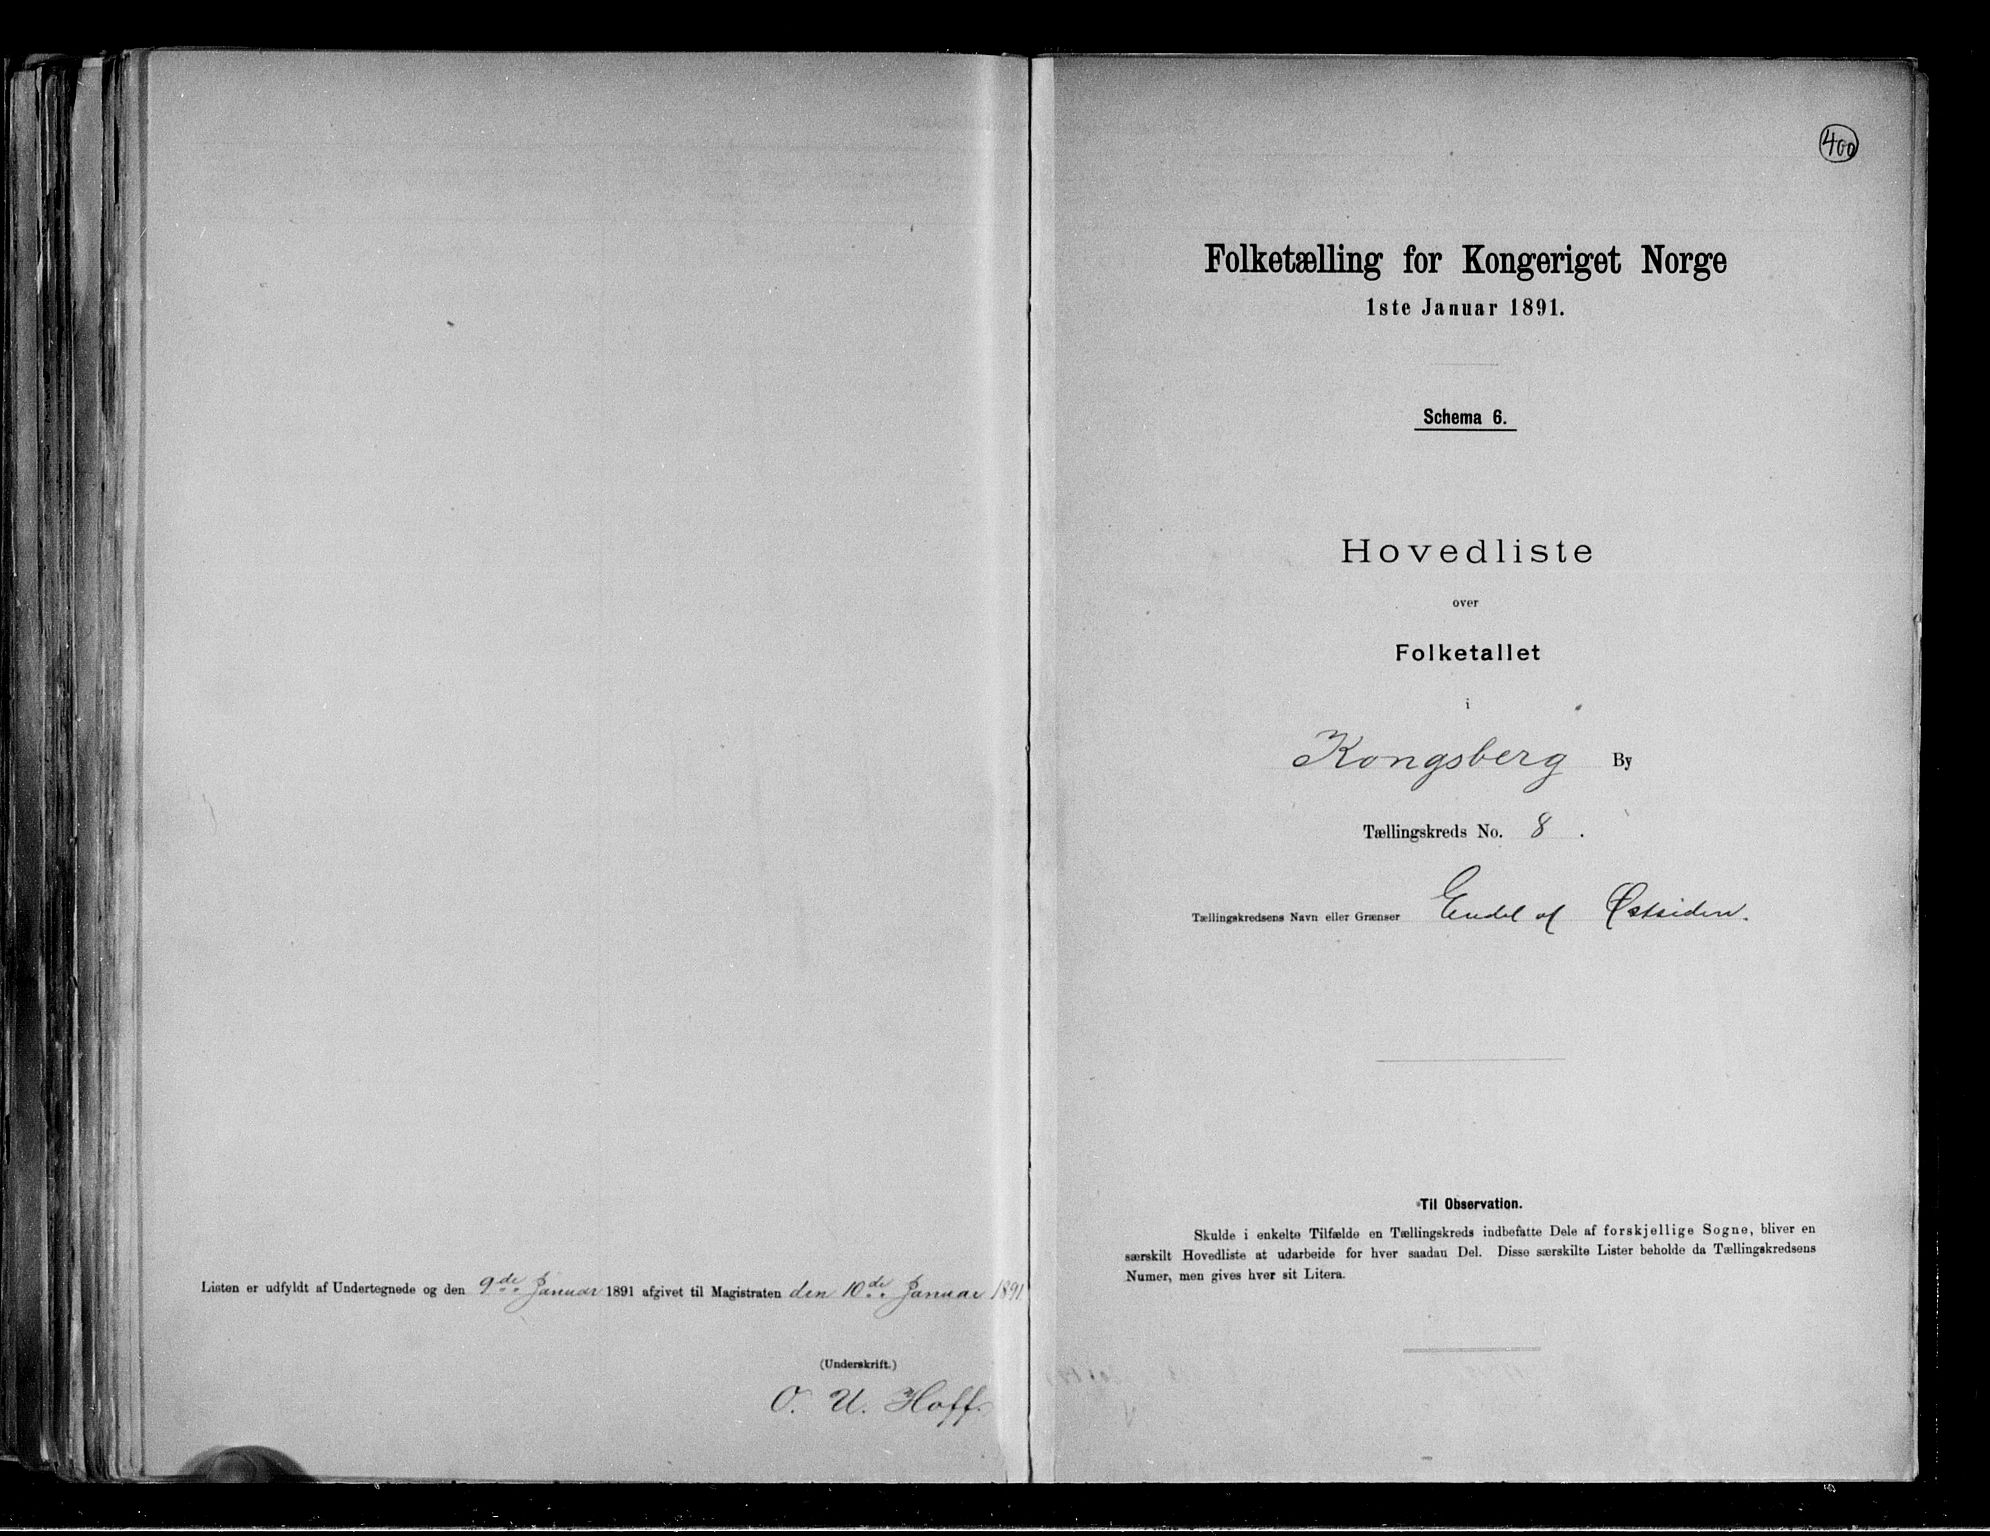 Listen er udfyldt af Undertegnede og den 9de Januar 1891 afgivet til Magistraten den 10de Januar 1891
(Underskrift.)
O. U. Hoff.
400
Folketælling for Kongeriget Norge
1ste Januar 1891.
Schema 6.
Hovedliste
over
Folketallet
i
Kongsberg By
Tællingskreds No. 8.
Tællingskredsens Navn eller Grænser Endel af Østsiden.
Til Observation.
Skulde i enkelte Tilfælde en Tællingskreds indbefatte Dele af forskjellige Sogne, bliver en
særskilt Hovedliste at udarbeide for hver saadan Del. Disse særskilte Lister beholde da Tællingskredsens
Numer, men gives hver sit Litera.